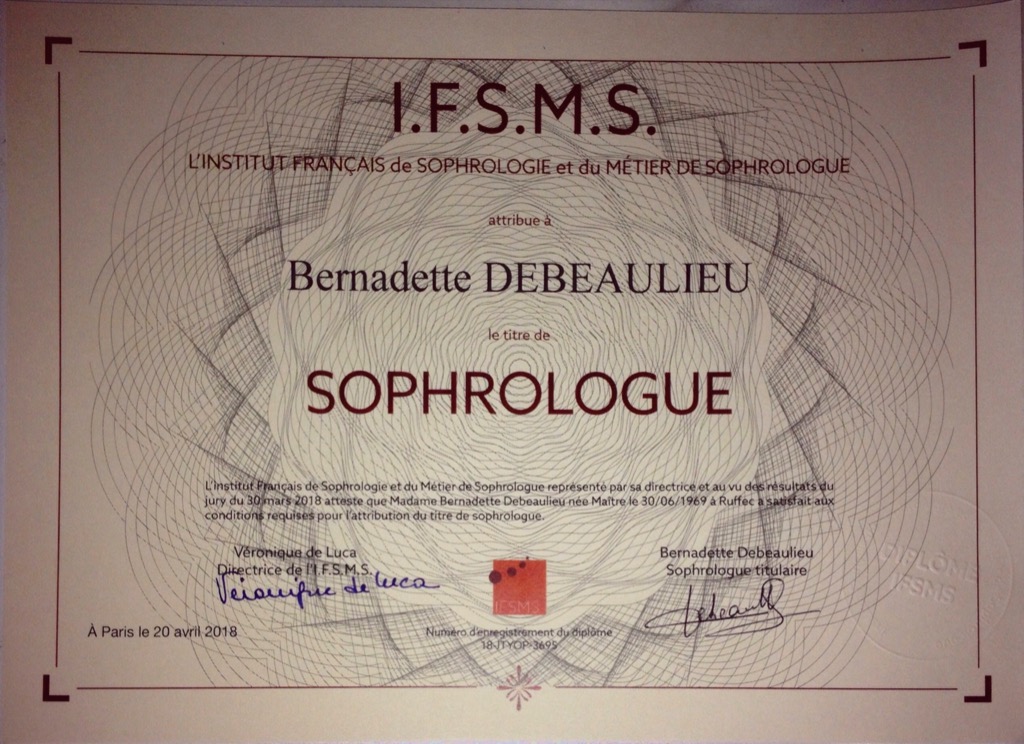 I.F.S.M.S.
L'INSTITUT FRANÇAIS de SOPHROLOGIE et du MÉTIER DE SOPHROLOGUE
attribue à
Bernadette DEBEAULIEU
le titre de
SOPHROLOGUE
L'Institut Français de Sophrologie et du Métier de Sophrologue représenté par sa directrice et au vu des résultats du
jury du 30 mars 2018 atteste que Madame Bernadette Debeaulieu née Maître le 30/06/1969 à Ruffec a satisfait aux
conditions requises pour l'attribution du titre de sophrologue.
Véronique de Luca
Directrice de l'I.F.S.M.S.
Véronique de Luca
Bernadette Debeaulieu
Sophrologue titulaire
DIPLÔME
IFSMS
IFSMS
À Paris le 20 avril 2018
Numéro d'enregistrement du diplôme
18-JTYOP-3695